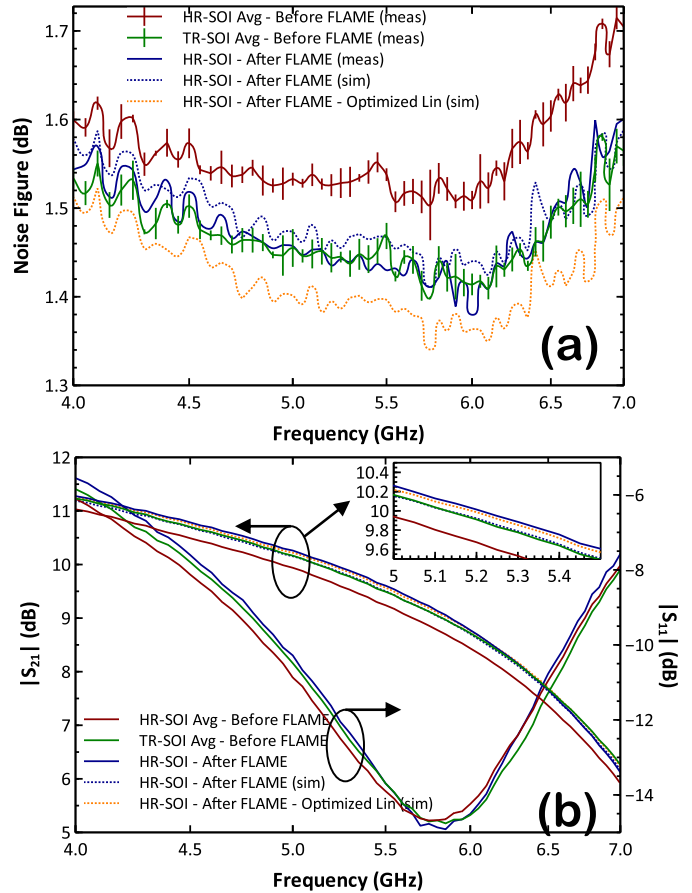 HR-SOI Avg - Before FLAME (meas)
TR-SOI Avg - Before FLAME (meas)
HR-SOI - After FLAME (meas)
HR-SOI - After FLAME (sim)
HR-SOI - After FLAME - Optimized Lin (sim)
1.7
1.6
1.5
1.4
1.3
Noise Figure (dB)
(a)
4.0 4.5 5.0 5.5 6.0 6.5 7.0
Frequency (GHz)
12
11
10
9
8
7
6
5
|S21| (dB)
10.4
10.2
10.0
9.8
9.6
5 5.1 5.2 5.3 5.4
−6
−8
−10
−12
−14
|S11| (dB)
HR-SOI Avg - Before FLAME
TR-SOI Avg - Before FLAME
HR-SOI - After FLAME
HR-SOI - After FLAME (sim)
HR-SOI - After FLAME - Optimized Lin (sim)
(b)
4.0 5.0 5.5 6.0 6.5 7.0
Frequency (GHz)